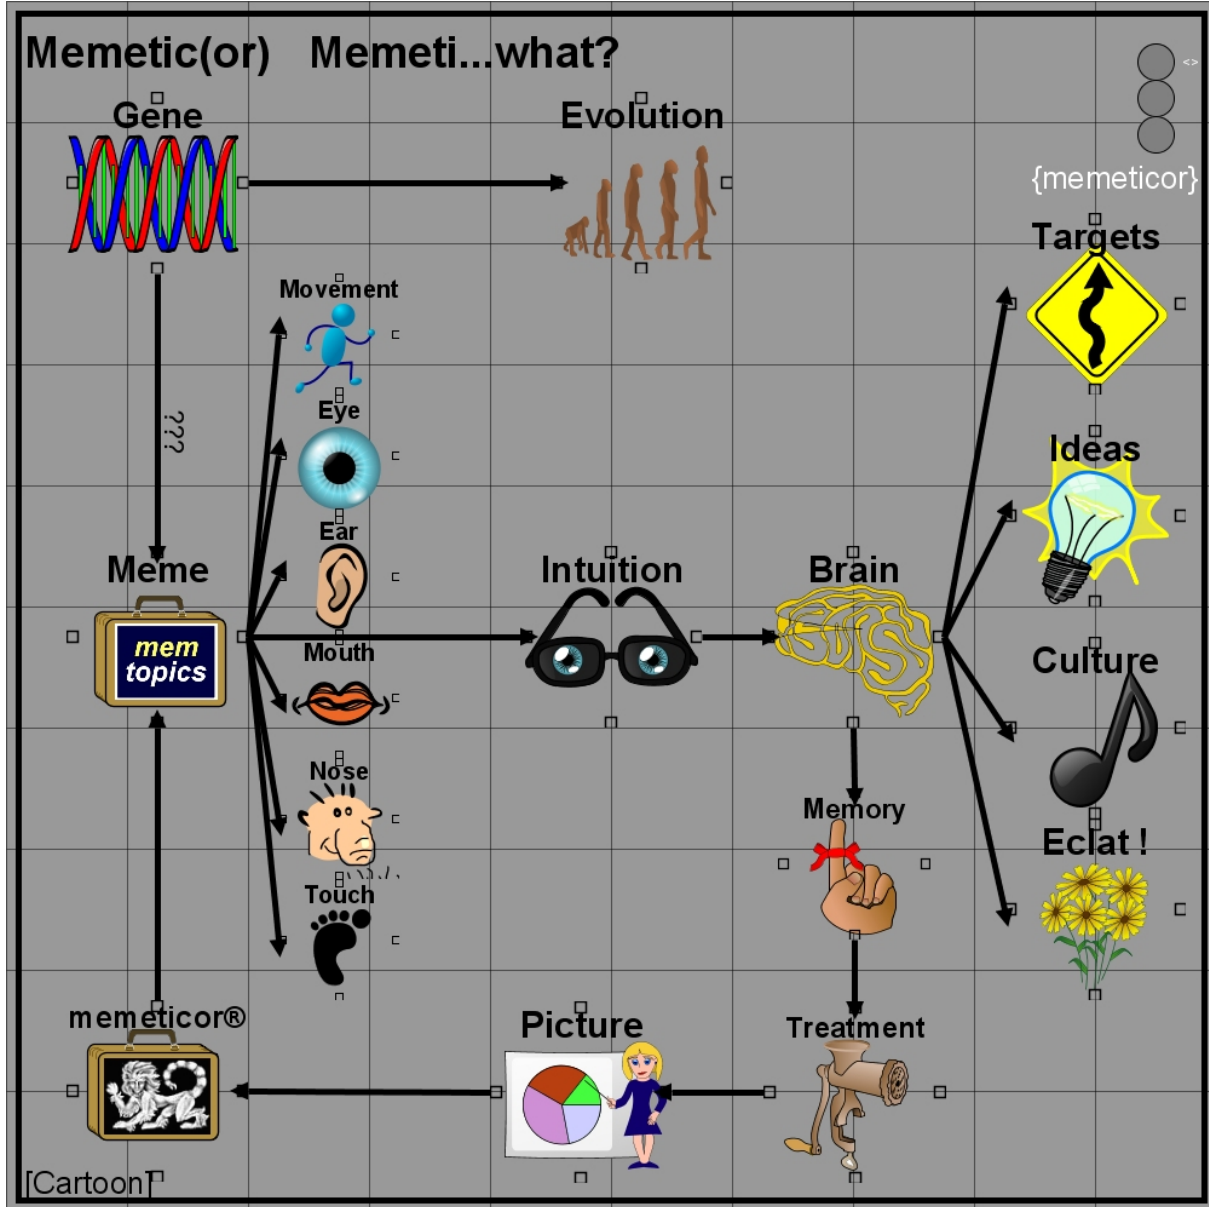 Memetic(or) Memeti...what?
<>
Gene
Evolution
{memeticor}
Targets
Movement
???
Eye
Ideas
Ear
Meme
Intuition
Brain
mem
topics
Mouth
Culture
Nose
Memory
Eclat !
Touch
memeticor®
Picture
Treatment
[Cartoon]